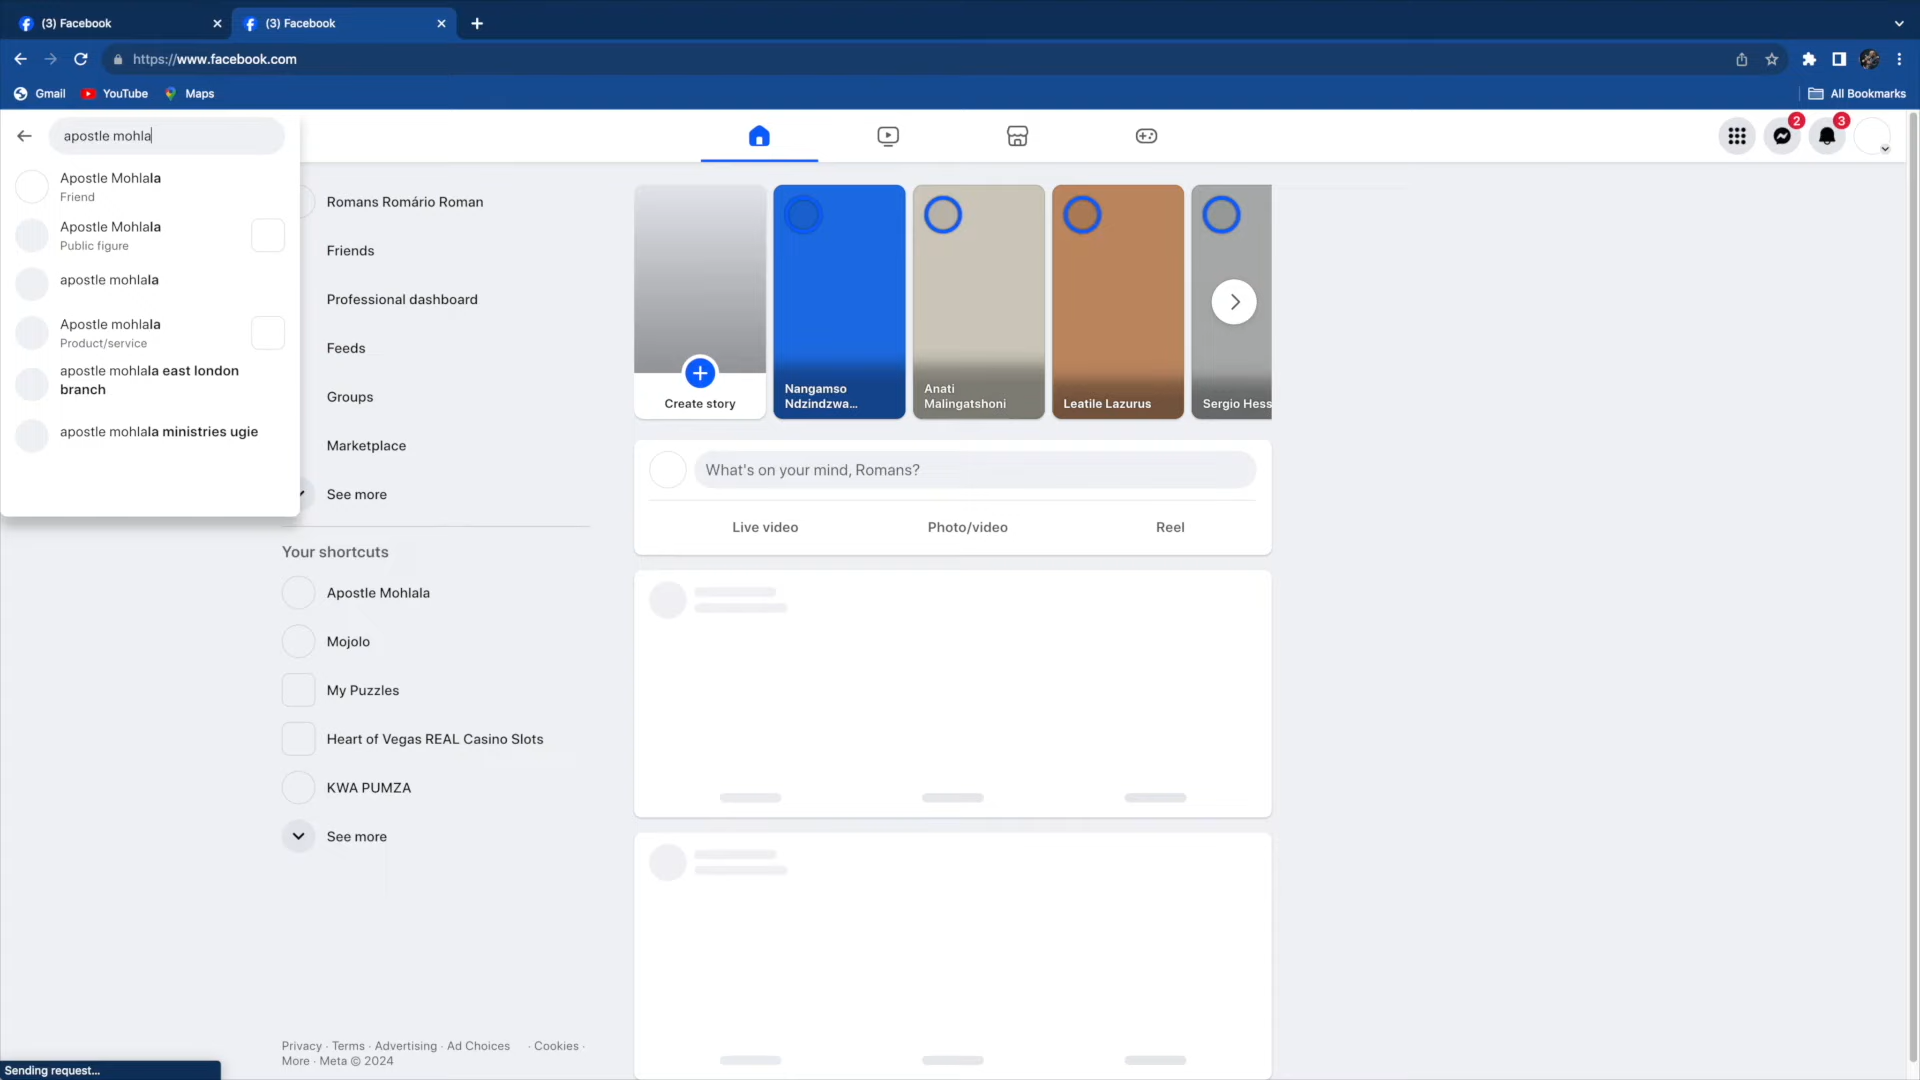 (3) Facebook
(3) Facebook
https://www.facebook.com
Gmail
YouTube
Maps
All Bookmarks
apostle mohla
2
3
Apostle Mohlala
Friend
Apostle Mohlala
Public figure
apostle mohlala
Apostle mohlala
Product/service
apostle mohlala east london
branch
apostle mohlala ministries ugie
Romans Romário Roman
Friends
Professional dashboard
Feeds
Groups
Marketplace
See more
Your shortcuts
Apostle Mohlala
Mojolo
My Puzzles
Heart of Vegas REAL Casino Slots
KWA PUMZA
See more
Privacy · Terms · Advertising · Ad Choices · Cookies ·
More · Meta © 2024
Create story
Nangamso
Ndzindzwa...
Anati
Malingatshoni
Leatile Lazurus
Sergio Hess
What's on your mind, Romans?
Live video
Photo/video
Reel
Sending request...